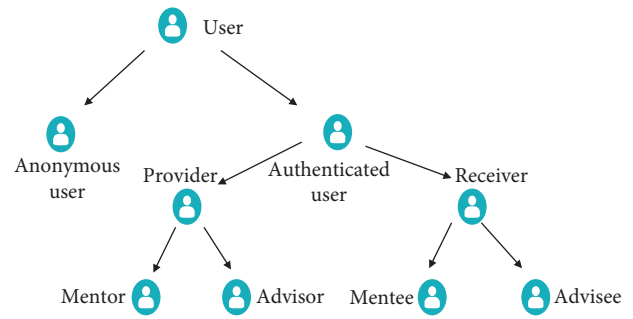 User
Anonymous
user
Authenticated
user
Provider
Receiver
Mentor
Advisor
Mentee
Advisee